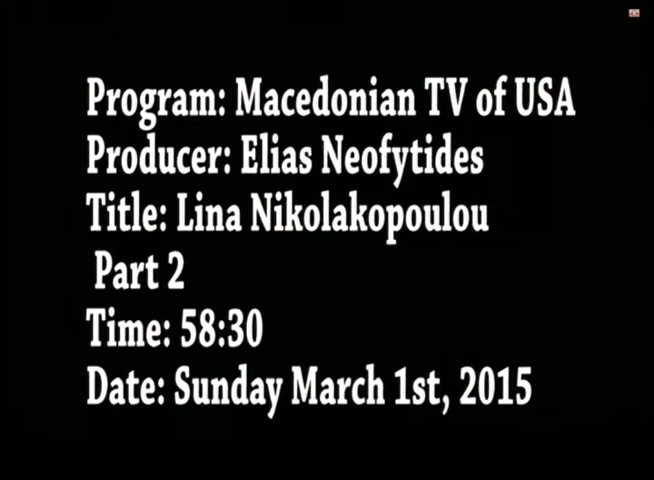 Program: Macedonian TV of USA
Producer: Elias Neofytides
Title: Lina Nikolakopoulou
Part 2
Time: 58:30
Date: Sunday March 1st, 2015